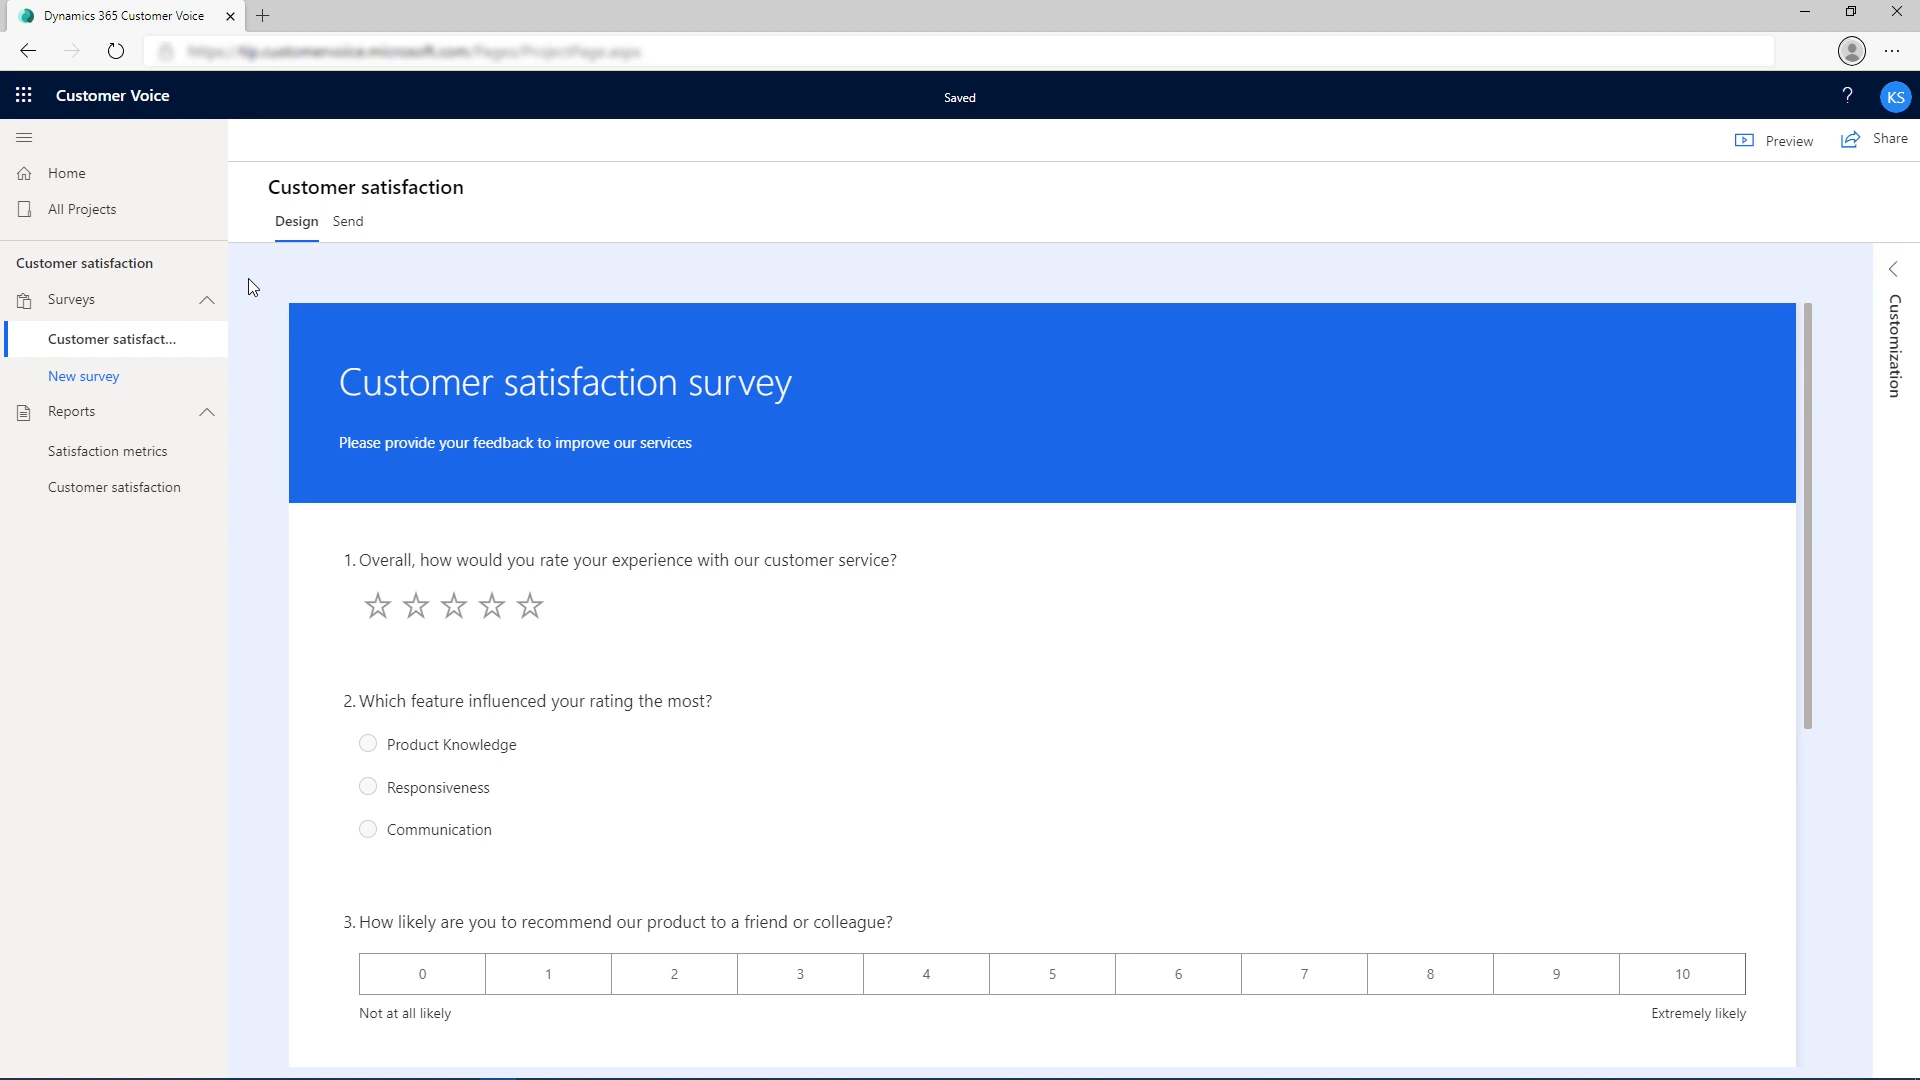 Dynamics 365 Customer Voice
Customer Voice
Saved
?
KS
Preview
Share
Home
All Projects
Customer satisfaction
Surveys
Customer satisfact...
New survey
Reports
Satisfaction metrics
Customer satisfaction
Customer satisfaction
Design Send
Customization
Customer satisfaction survey
Please provide your feedback to improve our services
1. Overall, how would you rate your experience with our customer service?
2. Which feature influenced your rating the most?
Product Knowledge
Responsiveness
Communication
3. How likely are you to recommend our product to a friend or colleague?
0 1 2 3 4 5 6 7 8 9 10
Not at all likely Extremely likely